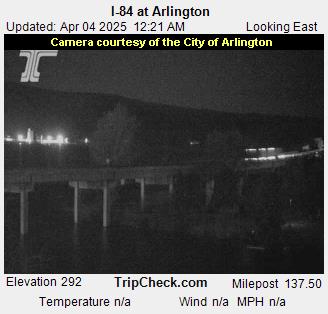 I-84 at Arlington
Updated: Apr 04 2025 12:21 AM Looking East
Camera courtesy of the City of Arlington
Elevation 292 TripCheck.com Milepost 137.50
Temperature n/a Wind n/a MPH n/a